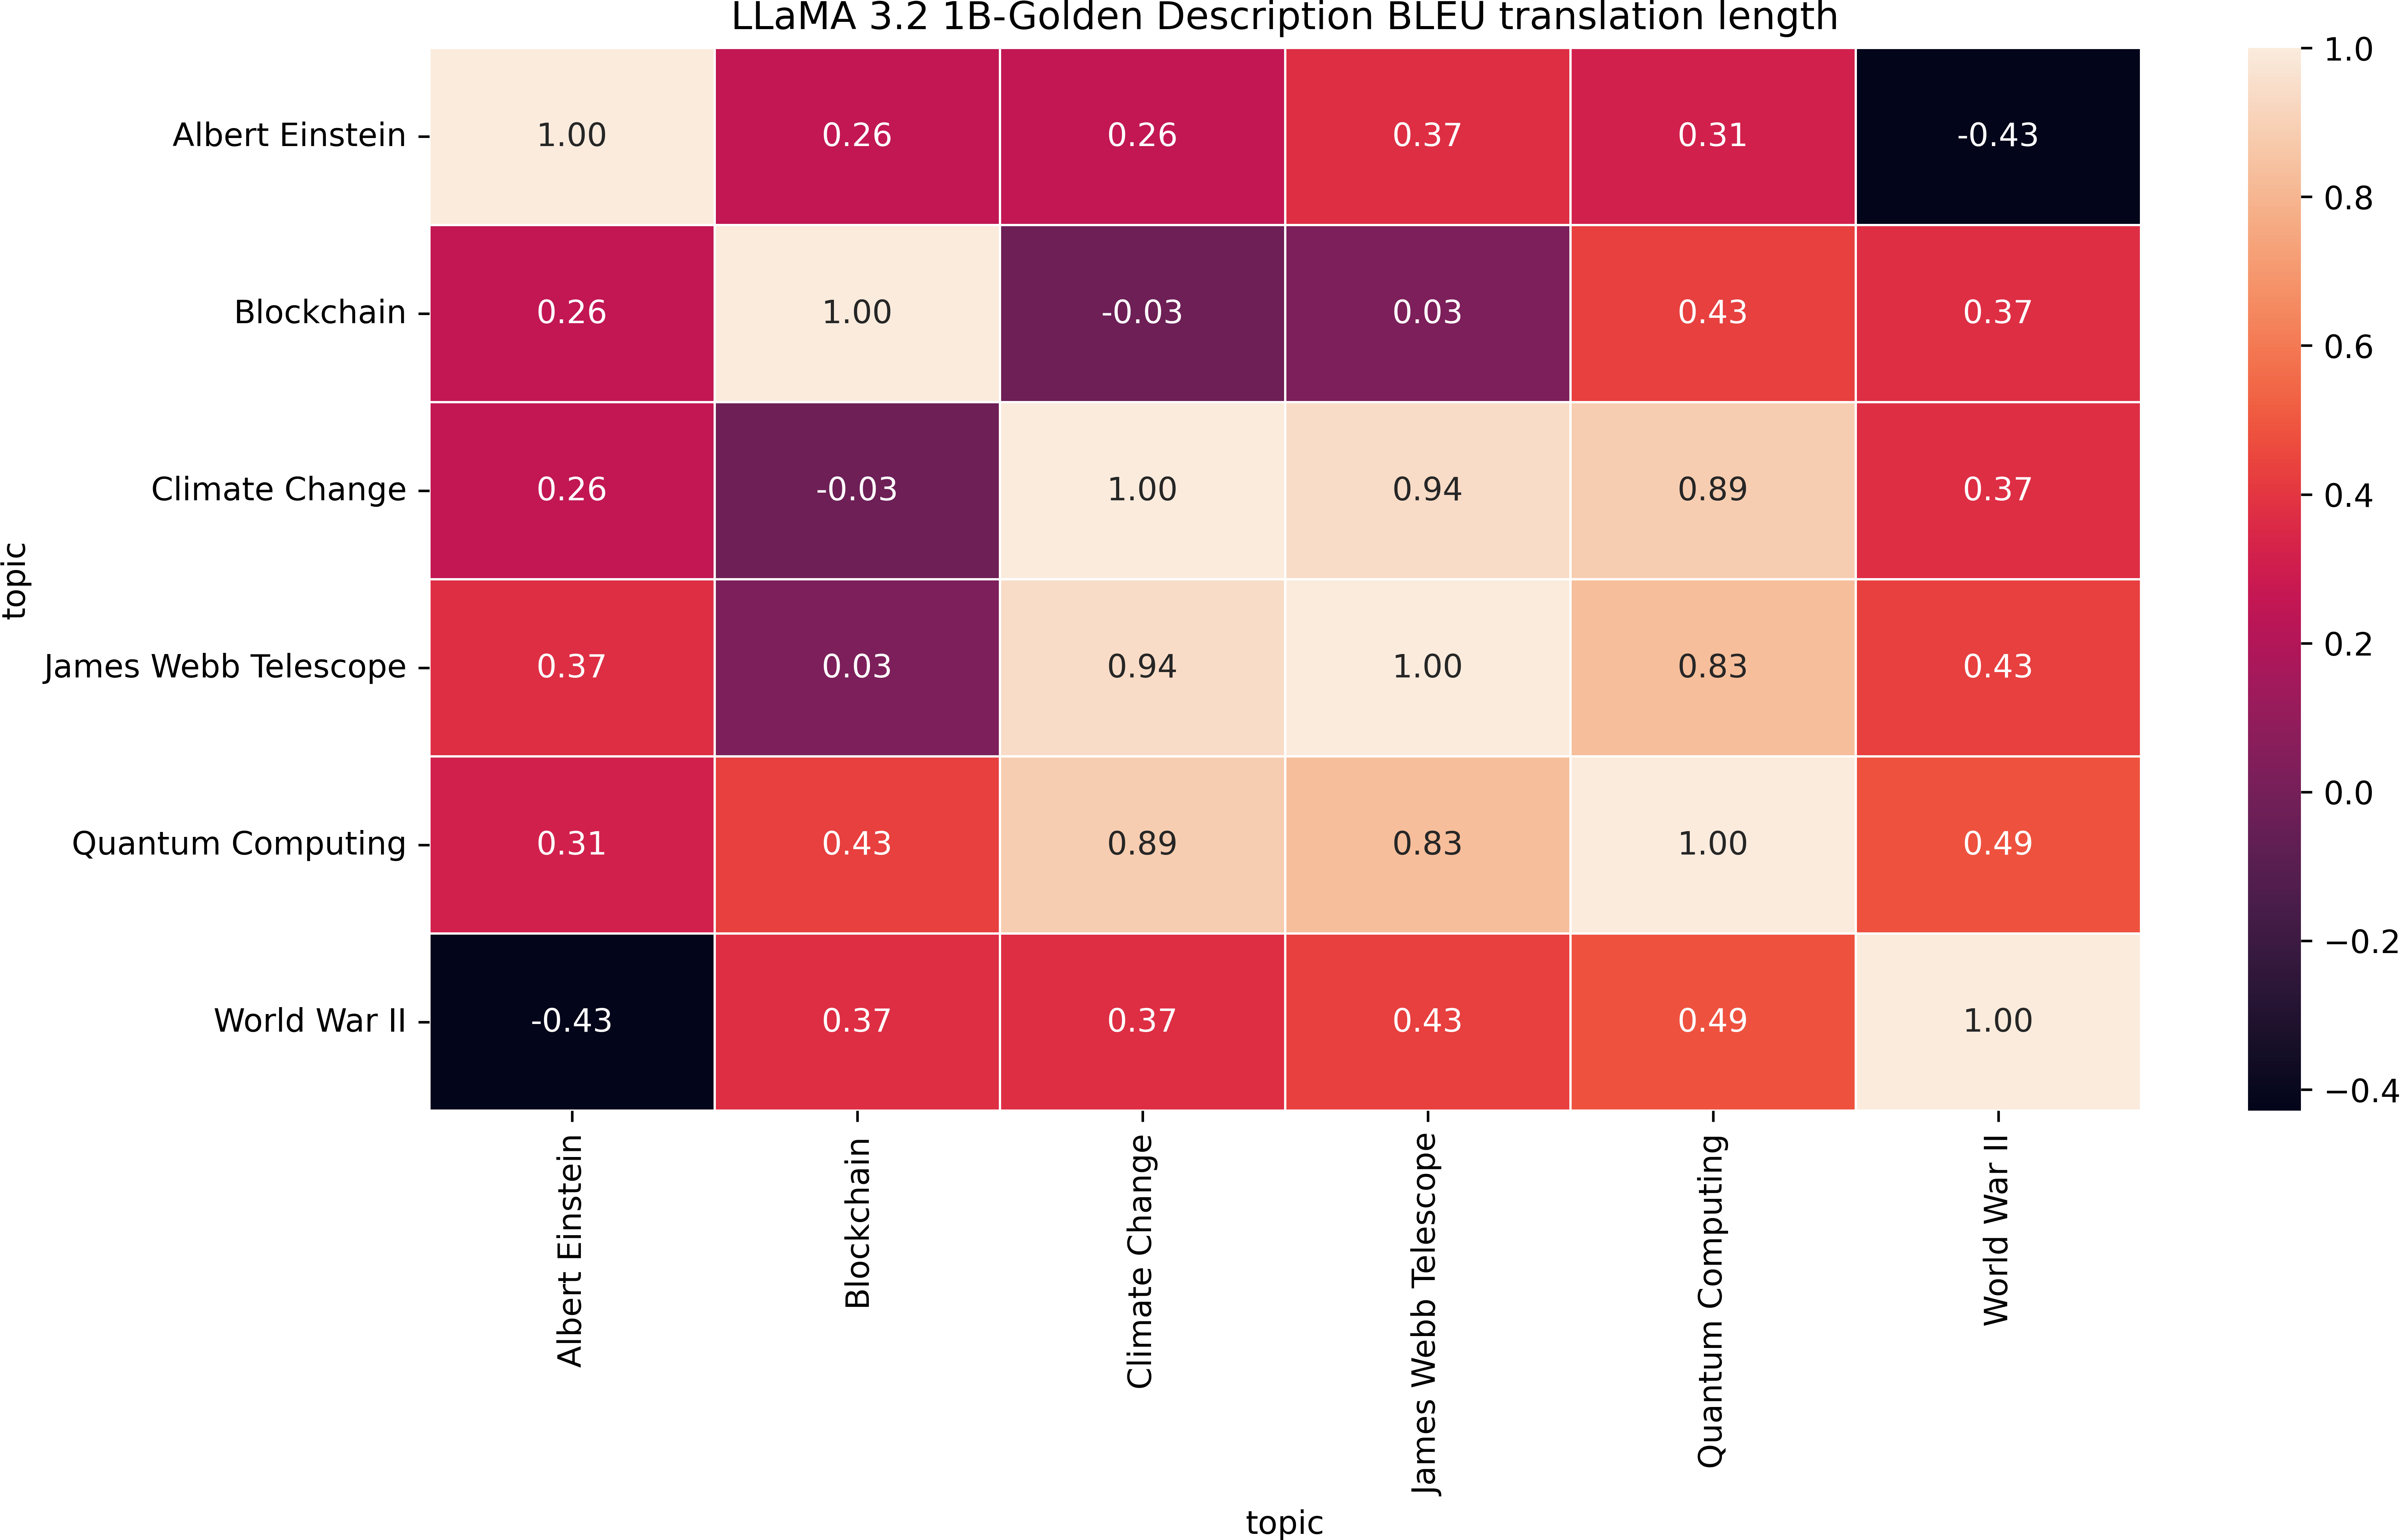 LLaMA 3.2 1B-Golden Description BLEU translation length
Albert Einstein 1.00 0.26 0.26 0.37 0.31 -0.43
Blockchain 0.26 1.00 -0.03 0.03 0.43 0.37
Climate Change 0.26 -0.03 1.00 0.94 0.89 0.37
James Webb Telescope 0.37 0.03 0.94 1.00 0.83 0.43
Quantum Computing 0.31 0.43 0.89 0.83 1.00 0.49
World War II -0.43 0.37 0.37 0.43 0.49 1.00
topic
Albert Einstein
Blockchain
Climate Change
James Webb Telescope
Quantum Computing
World War II
topic
1.0
0.8
0.6
0.4
0.2
0.0
−0.2
−0.4